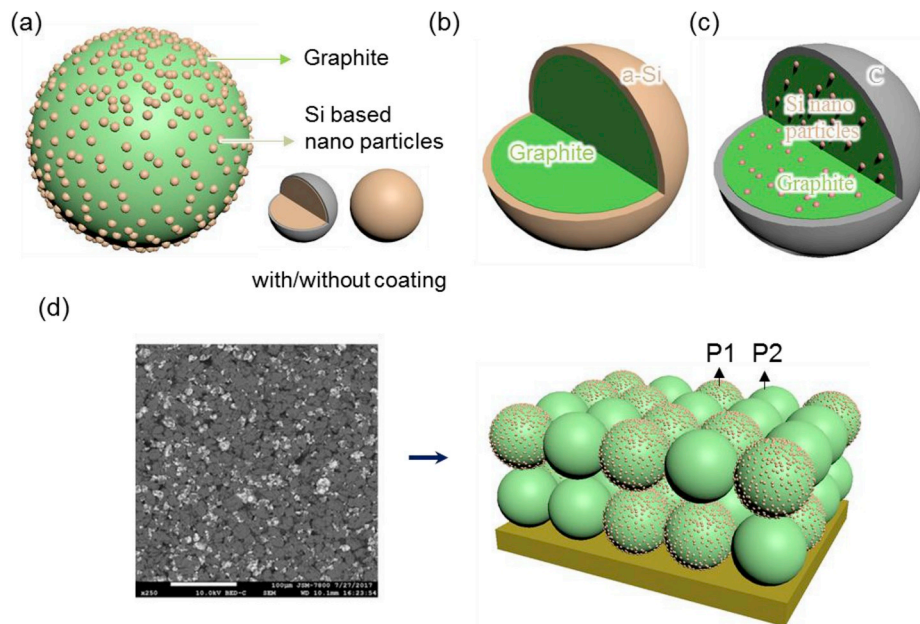 (a)
Graphite
Si based
nano particles
with/without coating
(b)
a-Si
Graphite
(c)
C
Si nano
particles
Graphite
(d)
100μm JSM-7800 7/27/2017
x250 10.0kV BED-C SEM WD 10.1mm 16:23:54
P1 P2